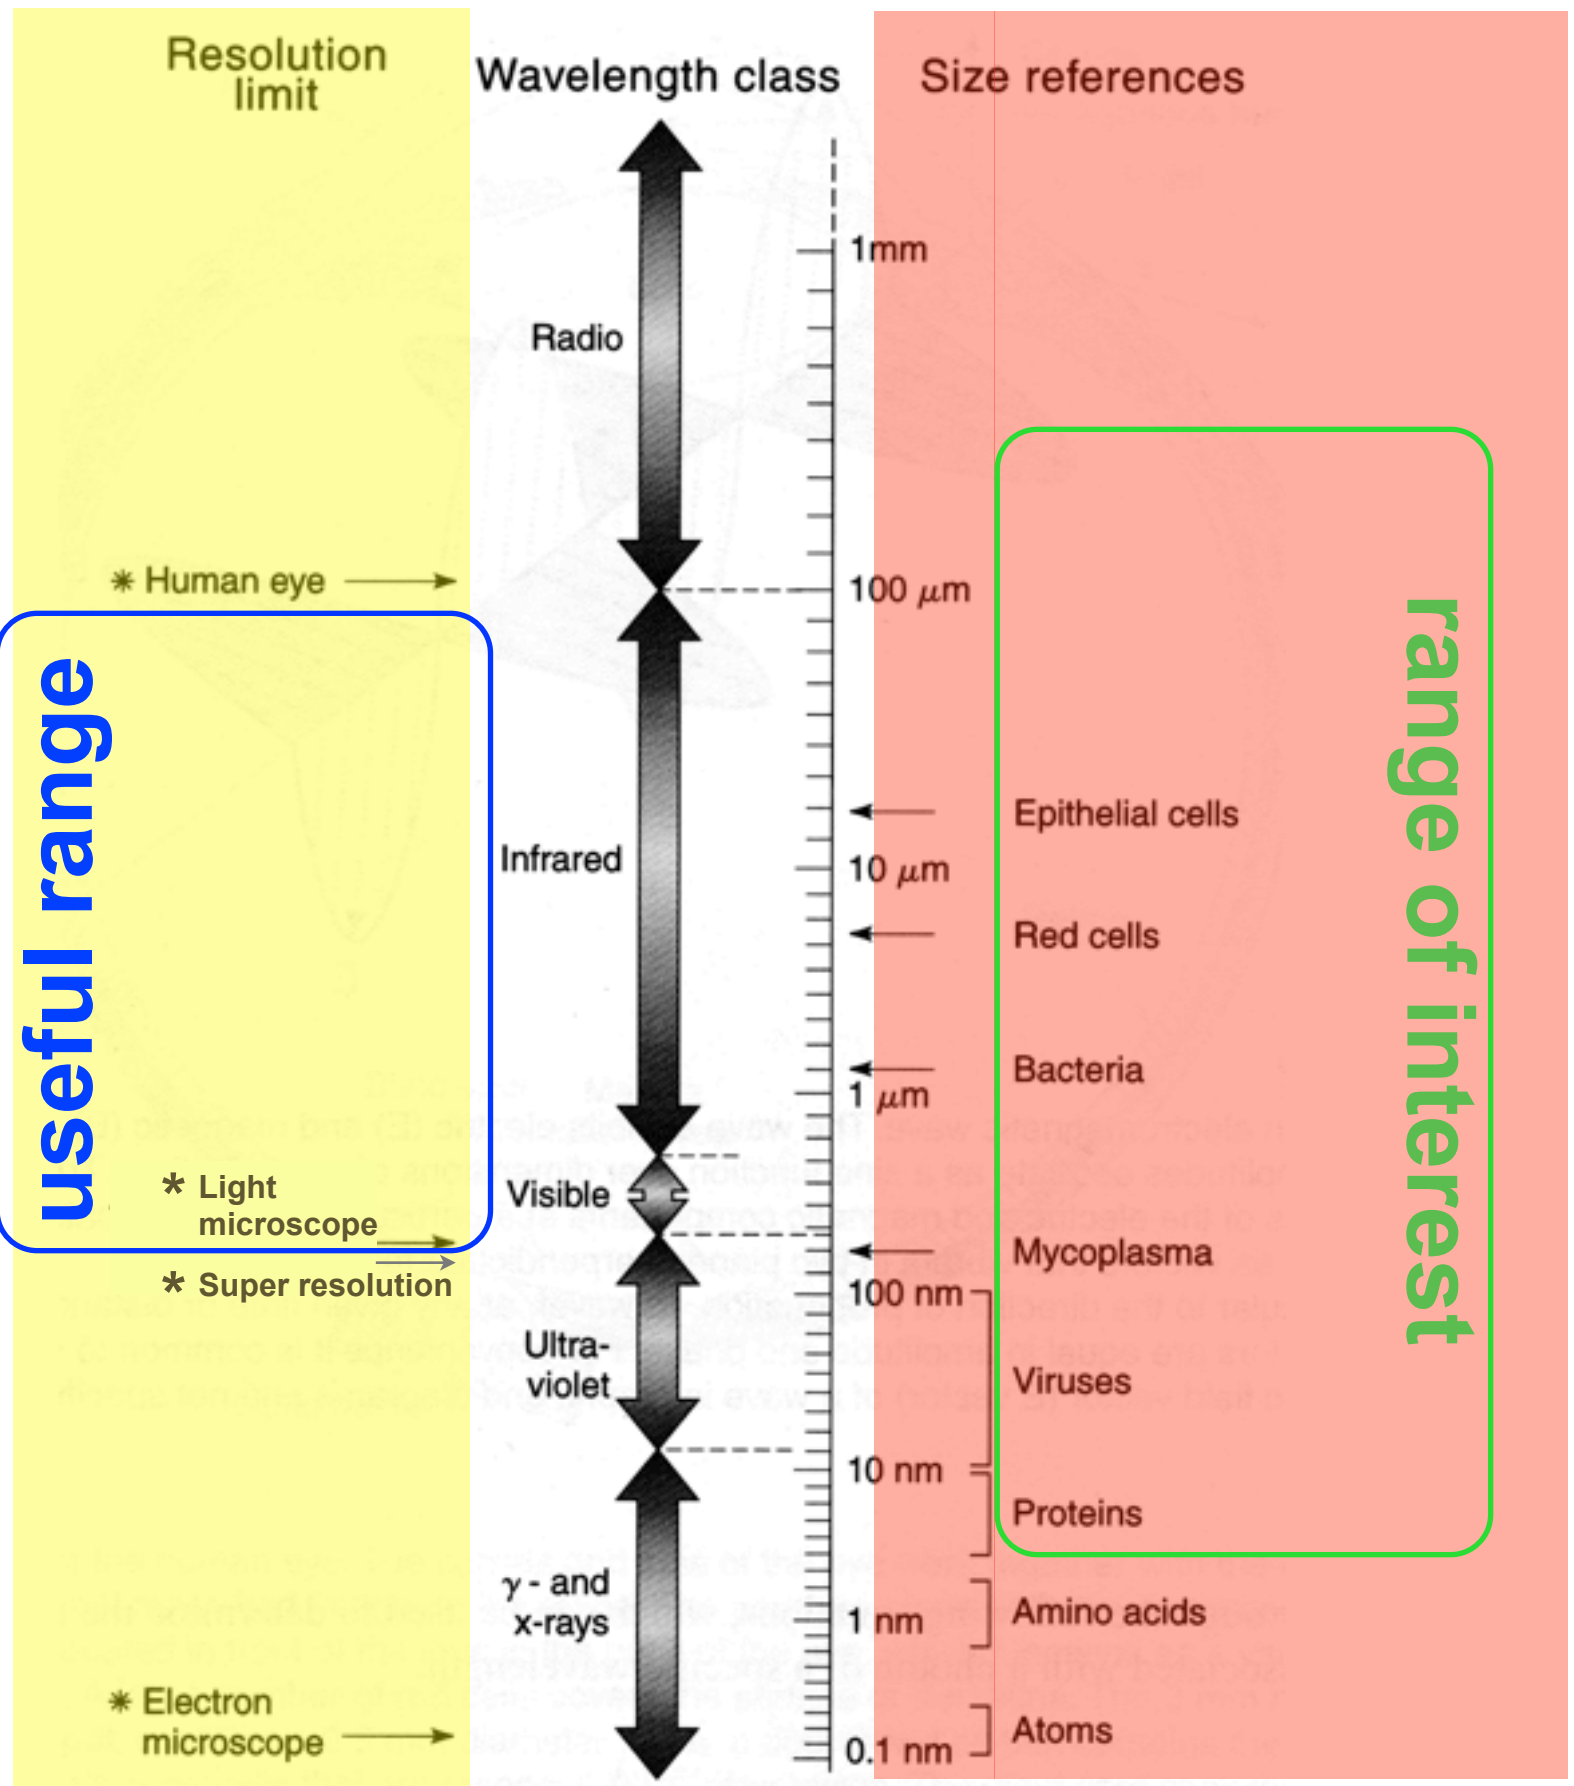 Resolution
limit
Wavelength class
Size references
1mm
Radio
* Human eye
100 μm
useful range
range of interest
Epithelial cells
Infrared
10 μm
Red cells
Bacteria
1 μm
* Light
microscope
Visible
Mycoplasma
* Super resolution
100 nm
Ultra-
violet
Viruses
10 nm
Proteins
γ - and
x-rays
1 nm
Amino acids
* Electron
microscope
Atoms
0.1 nm